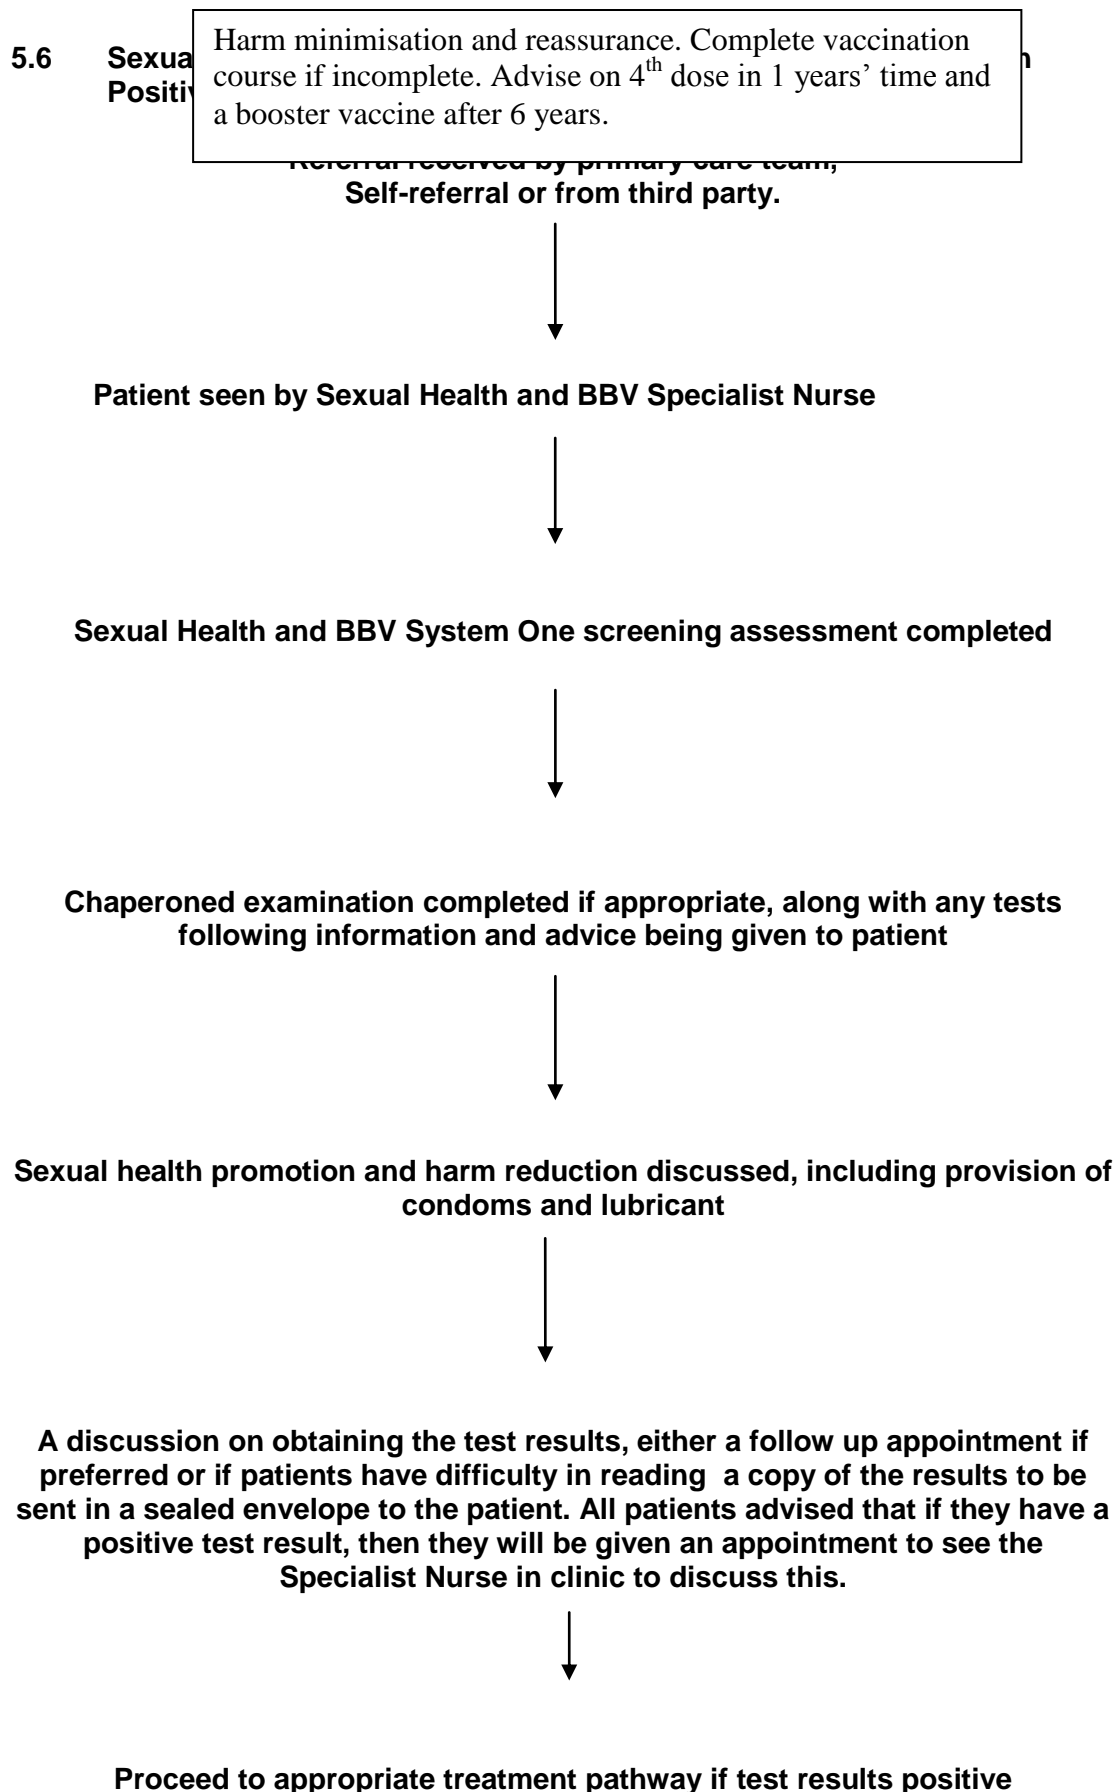 5.6 Sexua
Positiv
Harm minimisation and reassurance. Complete vaccination
course if incomplete. Advise on 4th dose in 1 years’ time and
a booster vaccine after 6 years.
Referral received by primary care team,
Self-referral or from third party.
Patient seen by Sexual Health and BBV Specialist Nurse
Sexual Health and BBV System One screening assessment completed
Chaperoned examination completed if appropriate, along with any tests
following information and advice being given to patient
Sexual health promotion and harm reduction discussed, including provision of
condoms and lubricant
A discussion on obtaining the test results, either a follow up appointment if
preferred or if patients have difficulty in reading a copy of the results to be
sent in a sealed envelope to the patient. All patients advised that if they have a
positive test result, then they will be given an appointment to see the
Specialist Nurse in clinic to discuss this.
Proceed to appropriate treatment pathway if test results positive